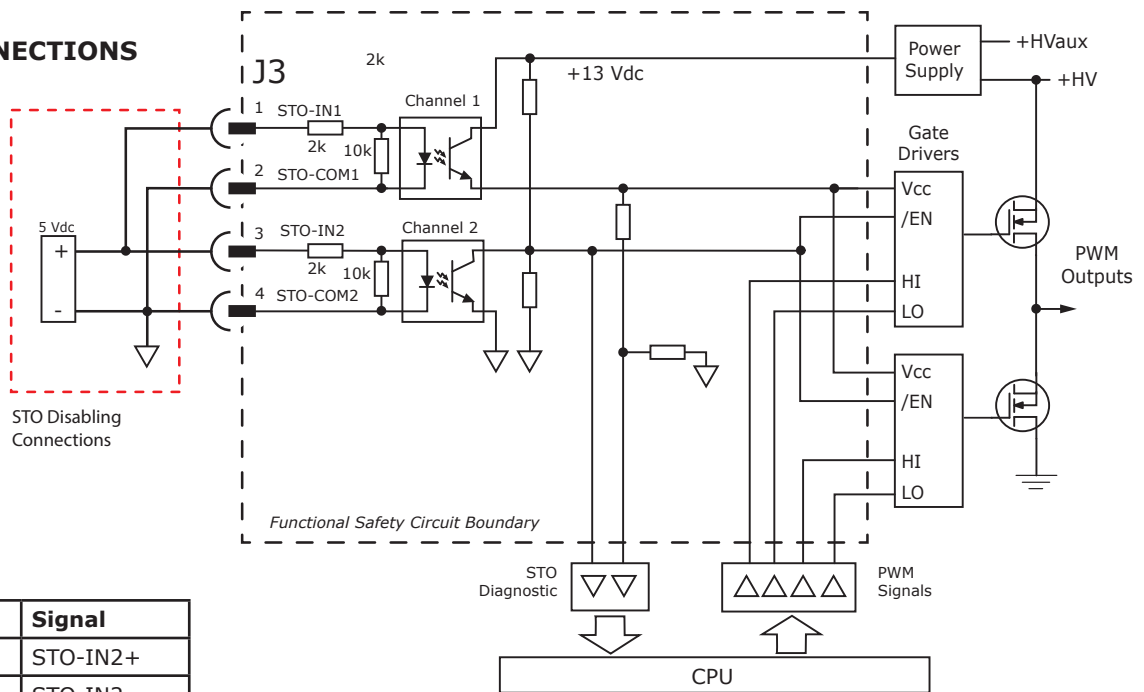 NECTIONS
J3
2k
+13 Vdc
Power
Supply
+HVaux
+HV
1
STO-IN1
2k
10k
Channel 1
2
STO-COM1
5 Vdc
+
-
3
STO-IN2
2k
10k
Channel 2
4
STO-COM2
Gate
Drivers
Vcc
/EN
HI
LO
PWM
Outputs
Vcc
/EN
HI
LO
STO Disabling
Connections
Functional Safety Circuit Boundary
STO
Diagnostic
PWM
Signals
CPU
Signal
STO-IN2+